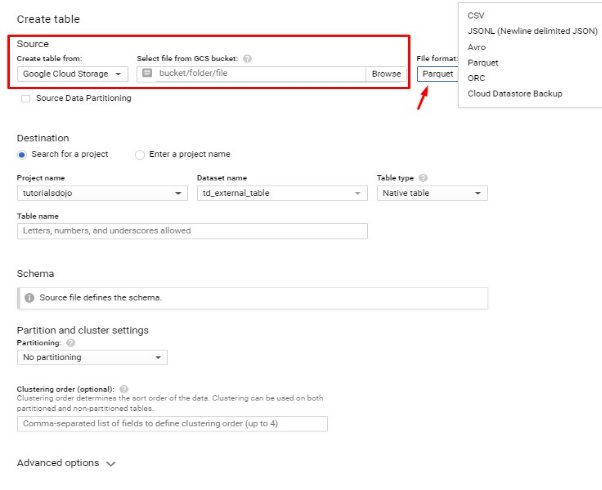 Create table
Source
Create table from:
Select file from GCS bucket:
File format:
Google Cloud Storage
bucket/folder/file
Browse
Parquet
CSV
JSONL (Newline delimited JSON)
Avro
Parquet
ORC
Cloud Datastore Backup
Source Data Partitioning
Destination
Search for a project
Enter a project name
Project name
Dataset name
Table type
tutorialsdojo
td_external_table
Native table
Table name
Letters, numbers, and underscores allowed
Schema
Source file defines the schema.
Partition and cluster settings
Partitioning:
No partitioning
Clustering order (optional):
Clustering order determines the sort order of the data. Clustering can be used on both
partitioned and non-partitioned tables.
Comma-separated list of fields to define clustering order (up to 4)
Advanced options